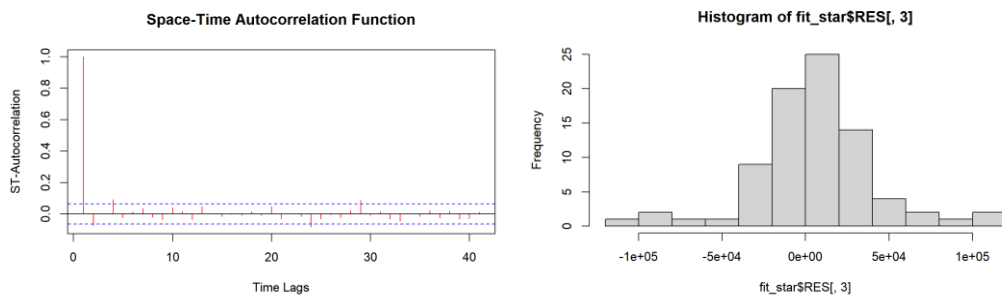 Space-Time Autocorrelation Function
ST-Autocorrelation
1.0
0.8
0.6
0.4
0.2
0.0
0 10 20 30 40
Time Lags
Histogram of fit_star$RES[, 3]
Frequency
25
20
15
10
5
0
-1e+05 -5e+04 0e+00 5e+04 1e+05
fit_star$RES[, 3]